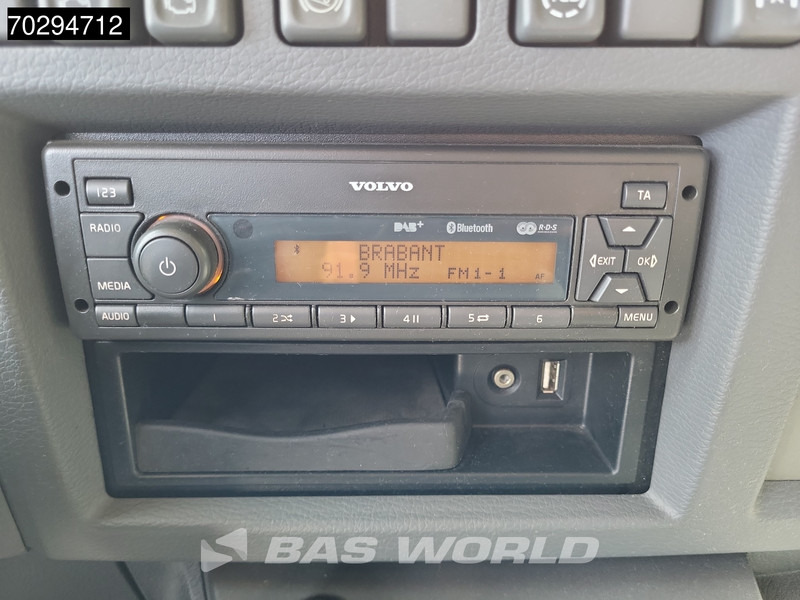 70294712
123
VOLVO
TA
RADIO
DAB+
Bluetooth
R·D·S
BRABANT
91.9 MHz FM1-1 AF
EXIT
OK
MEDIA
AUDIO
1
2
3
4
5
6
MENU
BAS WORLD